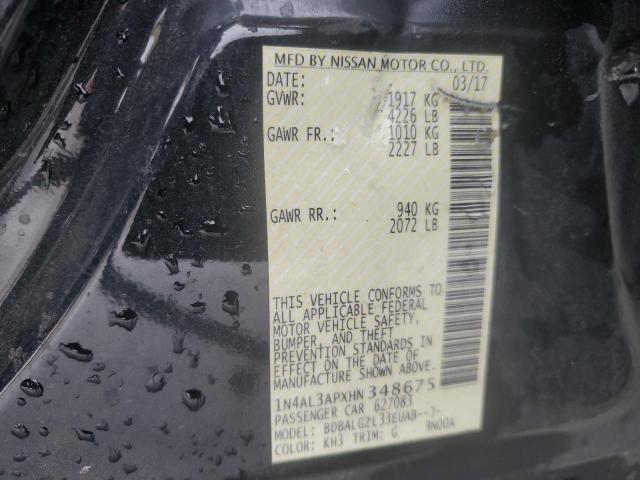 MFD BY NISSAN MOTOR CO., LTD.
DATE: 03/17
GVWR: 1917 KG
4226 LB
GAWR FR.: 1010 KG
2227 LB
GAWR RR.: 940 KG
2072 LB
THIS VEHICLE CONFORMS TO
ALL APPLICABLE FEDERAL
MOTOR VEHICLE SAFETY,
BUMPER, AND THEFT
PREVENTION STANDARDS IN
EFFECT ON THE DATE OF
MANUFACTURE SHOWN ABOVE.
1N4AL3APXHN348675
PASSENGER CAR 627083
MODEL: BDBALGZL33EUAB--J-
COLOR: KH3 TRIM: G 9N00A